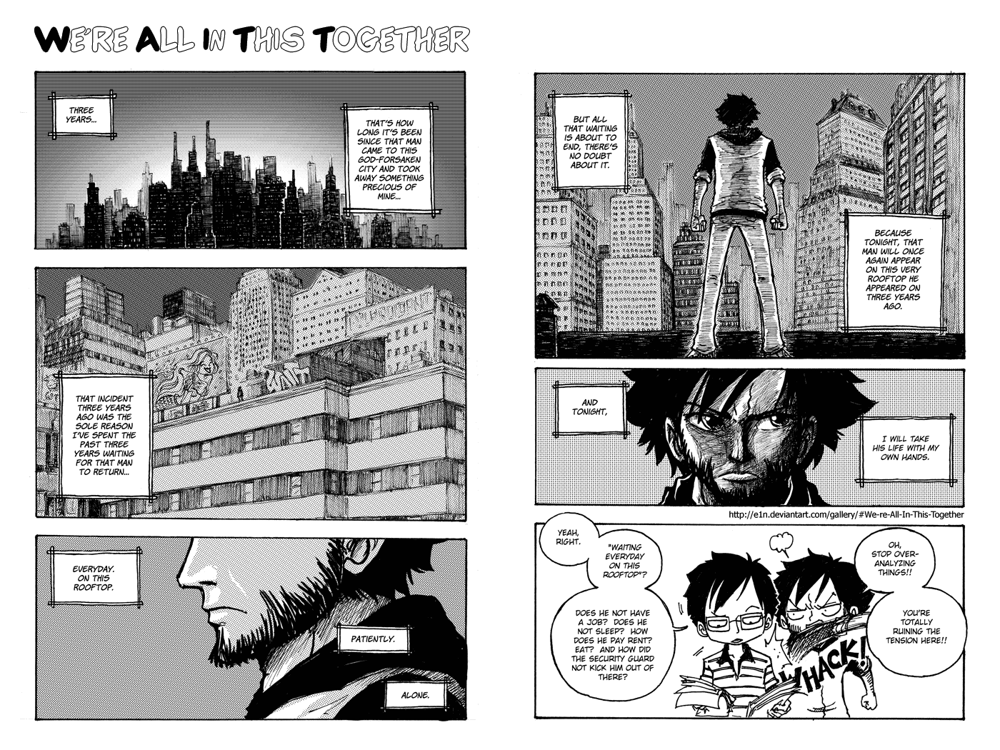 WE'RE ALL IN THIS TOGETHER
THREE
YEARS...
THAT'S HOW
LONG IT'S BEEN
SINCE THAT MAN
CAME TO THIS
GOD-FORSAKEN
CITY AND TOOK
AWAY SOMETHING
PRECIOUS OF
MINE...
THAT INCIDENT
THREE YEARS
AGO WAS THE
SOLE REASON
I'VE SPENT THE
PAST THREE
YEARS WAITING
FOR THAT MAN
TO RETURN...
EVERYDAY.
ON THIS
ROOFTOP.
PATIENTLY.
ALONE.
BUT ALL
THAT WAITING
IS ABOUT TO
END, THERE'S
NO DOUBT
ABOUT IT.
BECAUSE
TONIGHT, THAT
MAN WILL ONCE
AGAIN APPEAR
ON THIS VERY
ROOFTOP HE
APPEARED ON
THREE YEARS
AGO.
AND
TONIGHT,
I WILL TAKE
HIS LIFE WITH MY
OWN HANDS.
http://e1n.deviantart.com/gallery/#We-re-All-In-This-Together
YEAH,
RIGHT.
"WAITING
EVERYDAY
ON THIS
ROOFTOP"?
DOES HE NOT HAVE
A JOB? DOES HE
NOT SLEEP? HOW
DOES HE PAY RENT?
EAT? AND HOW DID
THE SECURITY GUARD
NOT KICK HIM OUT OF
THERE?
OH,
STOP OVER-
ANALYZING
THINGS!!
YOU'RE
TOTALLY
RUINING THE
TENSION HERE!!
WHACK!